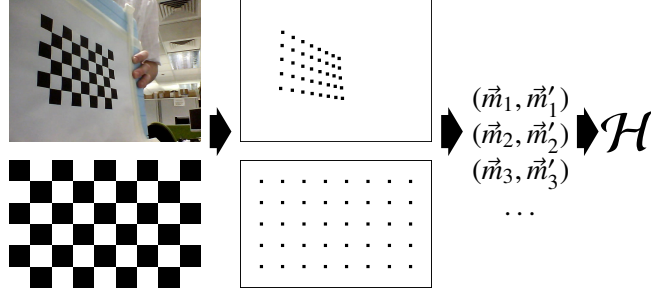 (m⃗₁, m⃗′₁)
(m⃗₂, m⃗′₂)
(m⃗₃, m⃗′₃)
...
ℋ